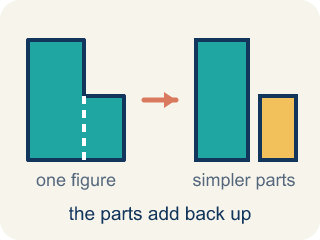 one figure
simpler parts
the parts add back up